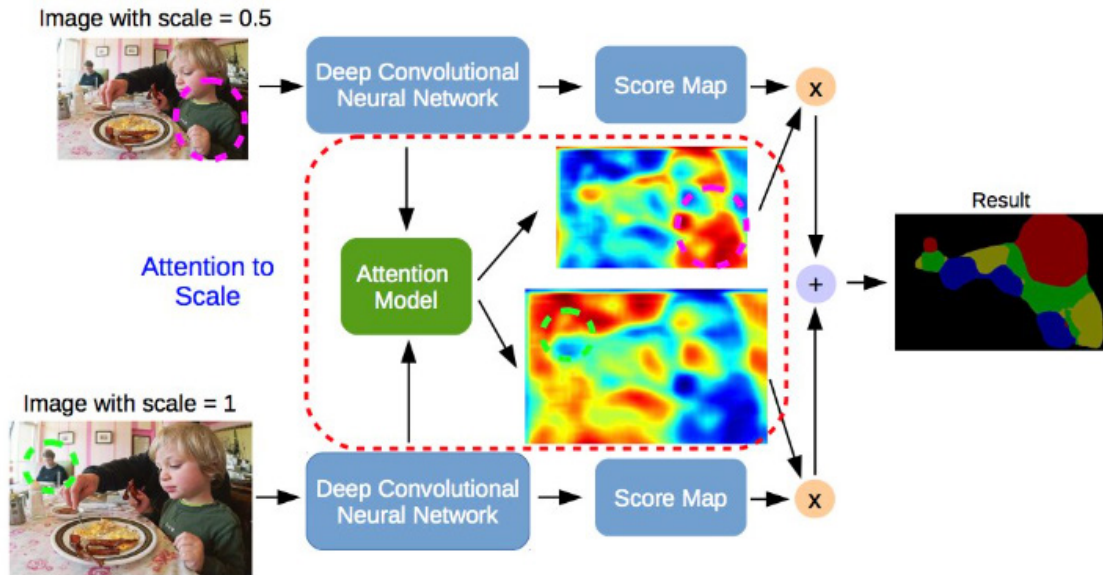 Image with scale = 0.5
Deep Convolutional
Neural Network
Score Map
x
Attention to
Scale
Attention
Model
Result
+
Image with scale = 1
Deep Convolutional
Neural Network
Score Map
x